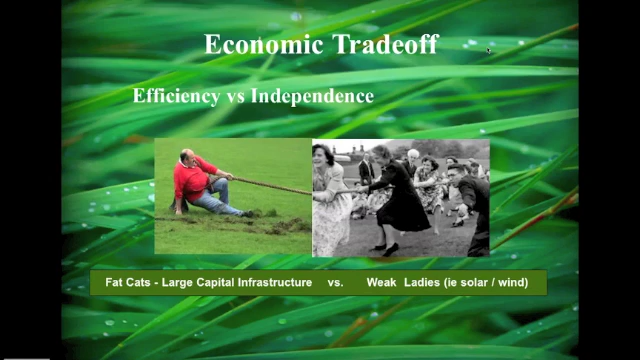 Economic Tradeoff
Efficiency vs Independence
Fat Cats - Large Capital Infrastructure vs. Weak Ladies (ie solar / wind)